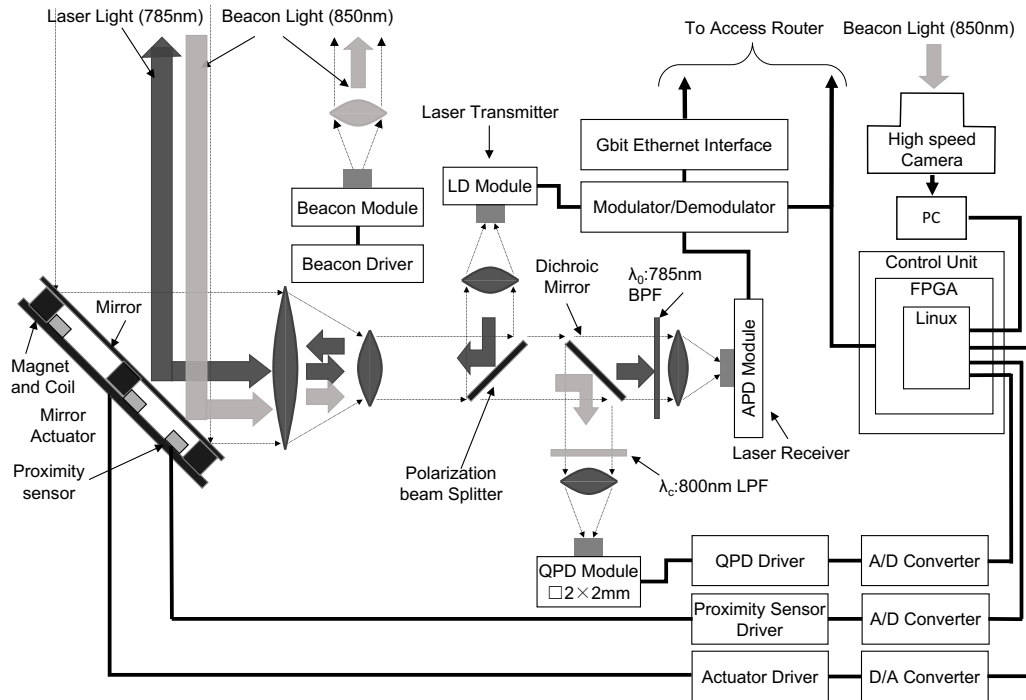 Laser Light (785nm)
Beacon Light (850nm)
To Access Router
Beacon Light (850nm)
Laser Transmitter
Gbit Ethernet Interface
High speed
Camera
LD Module
Beacon Module
Modulator/Demodulator
PC
Beacon Driver
Dichroic
Mirror
λ₀:785nm
BPF
Control Unit
FPGA
Linux
Mirror
Magnet
and Coil
Mirror
Actuator
Proximity
sensor
APD Module
Laser Receiver
Polarization
beam Splitter
λc:800nm LPF
QPD Module
□2×2mm
QPD Driver
A/D Converter
Proximity Sensor
Driver
A/D Converter
Actuator Driver
D/A Converter